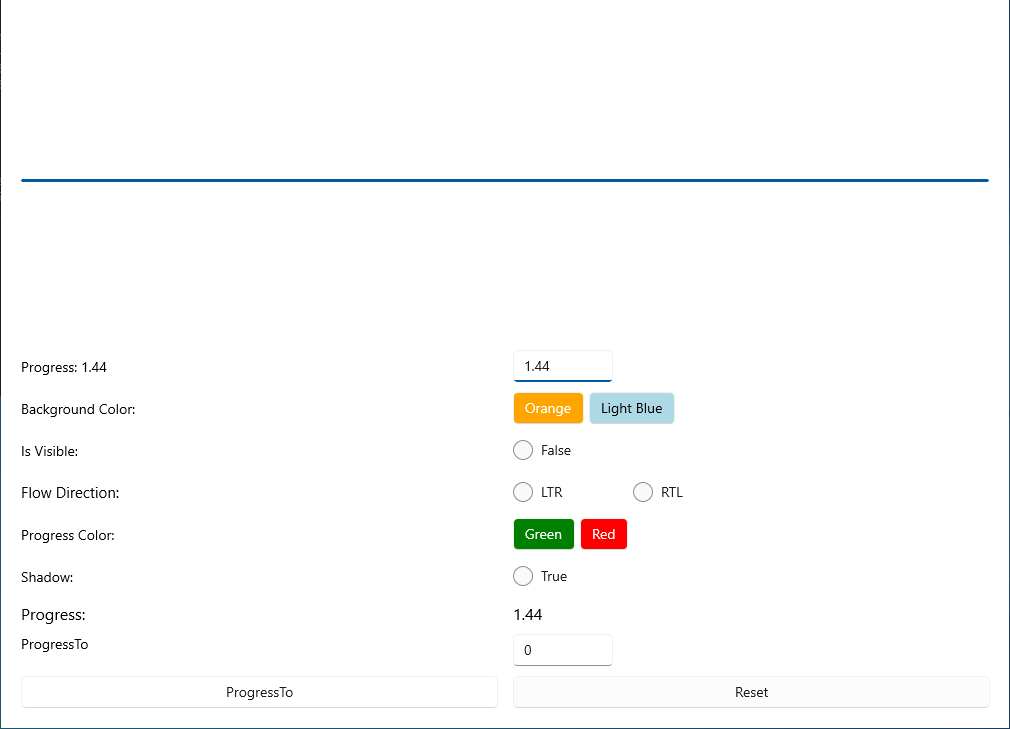 Progress: 1.44 1.44
Background Color: Orange Light Blue
Is Visible: False
Flow Direction: LTR RTL
Progress Color: Green Red
Shadow: True
Progress: 1.44
ProgressTo 0
ProgressTo Reset